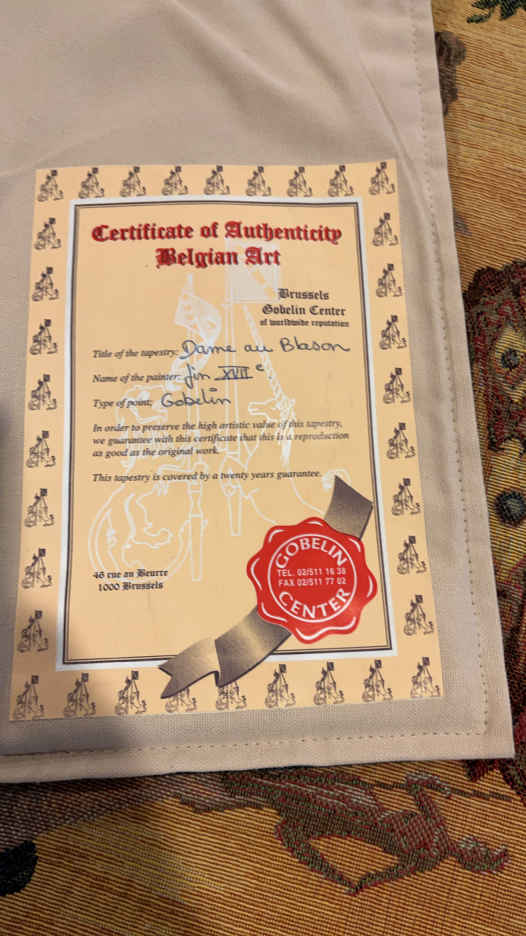 Certificate of Authenticity
Belgian Art
Brussels
Gobelin Center
of worldwide reputation
Title of the tapestry: Dame au Blason
Name of the painter: fin XVII e
Type of point: Gobelin
In order to preserve the high artistic value of this tapestry,
we guarantee with this certificate that this is a reproduction
as good as the original work.
This tapestry is covered by a twenty years guarantee.
46 rue au Beurre
1000 Brussels
GOBELIN
TEL. 02/511 16 38
FAX 02/511 77 02
CENTER